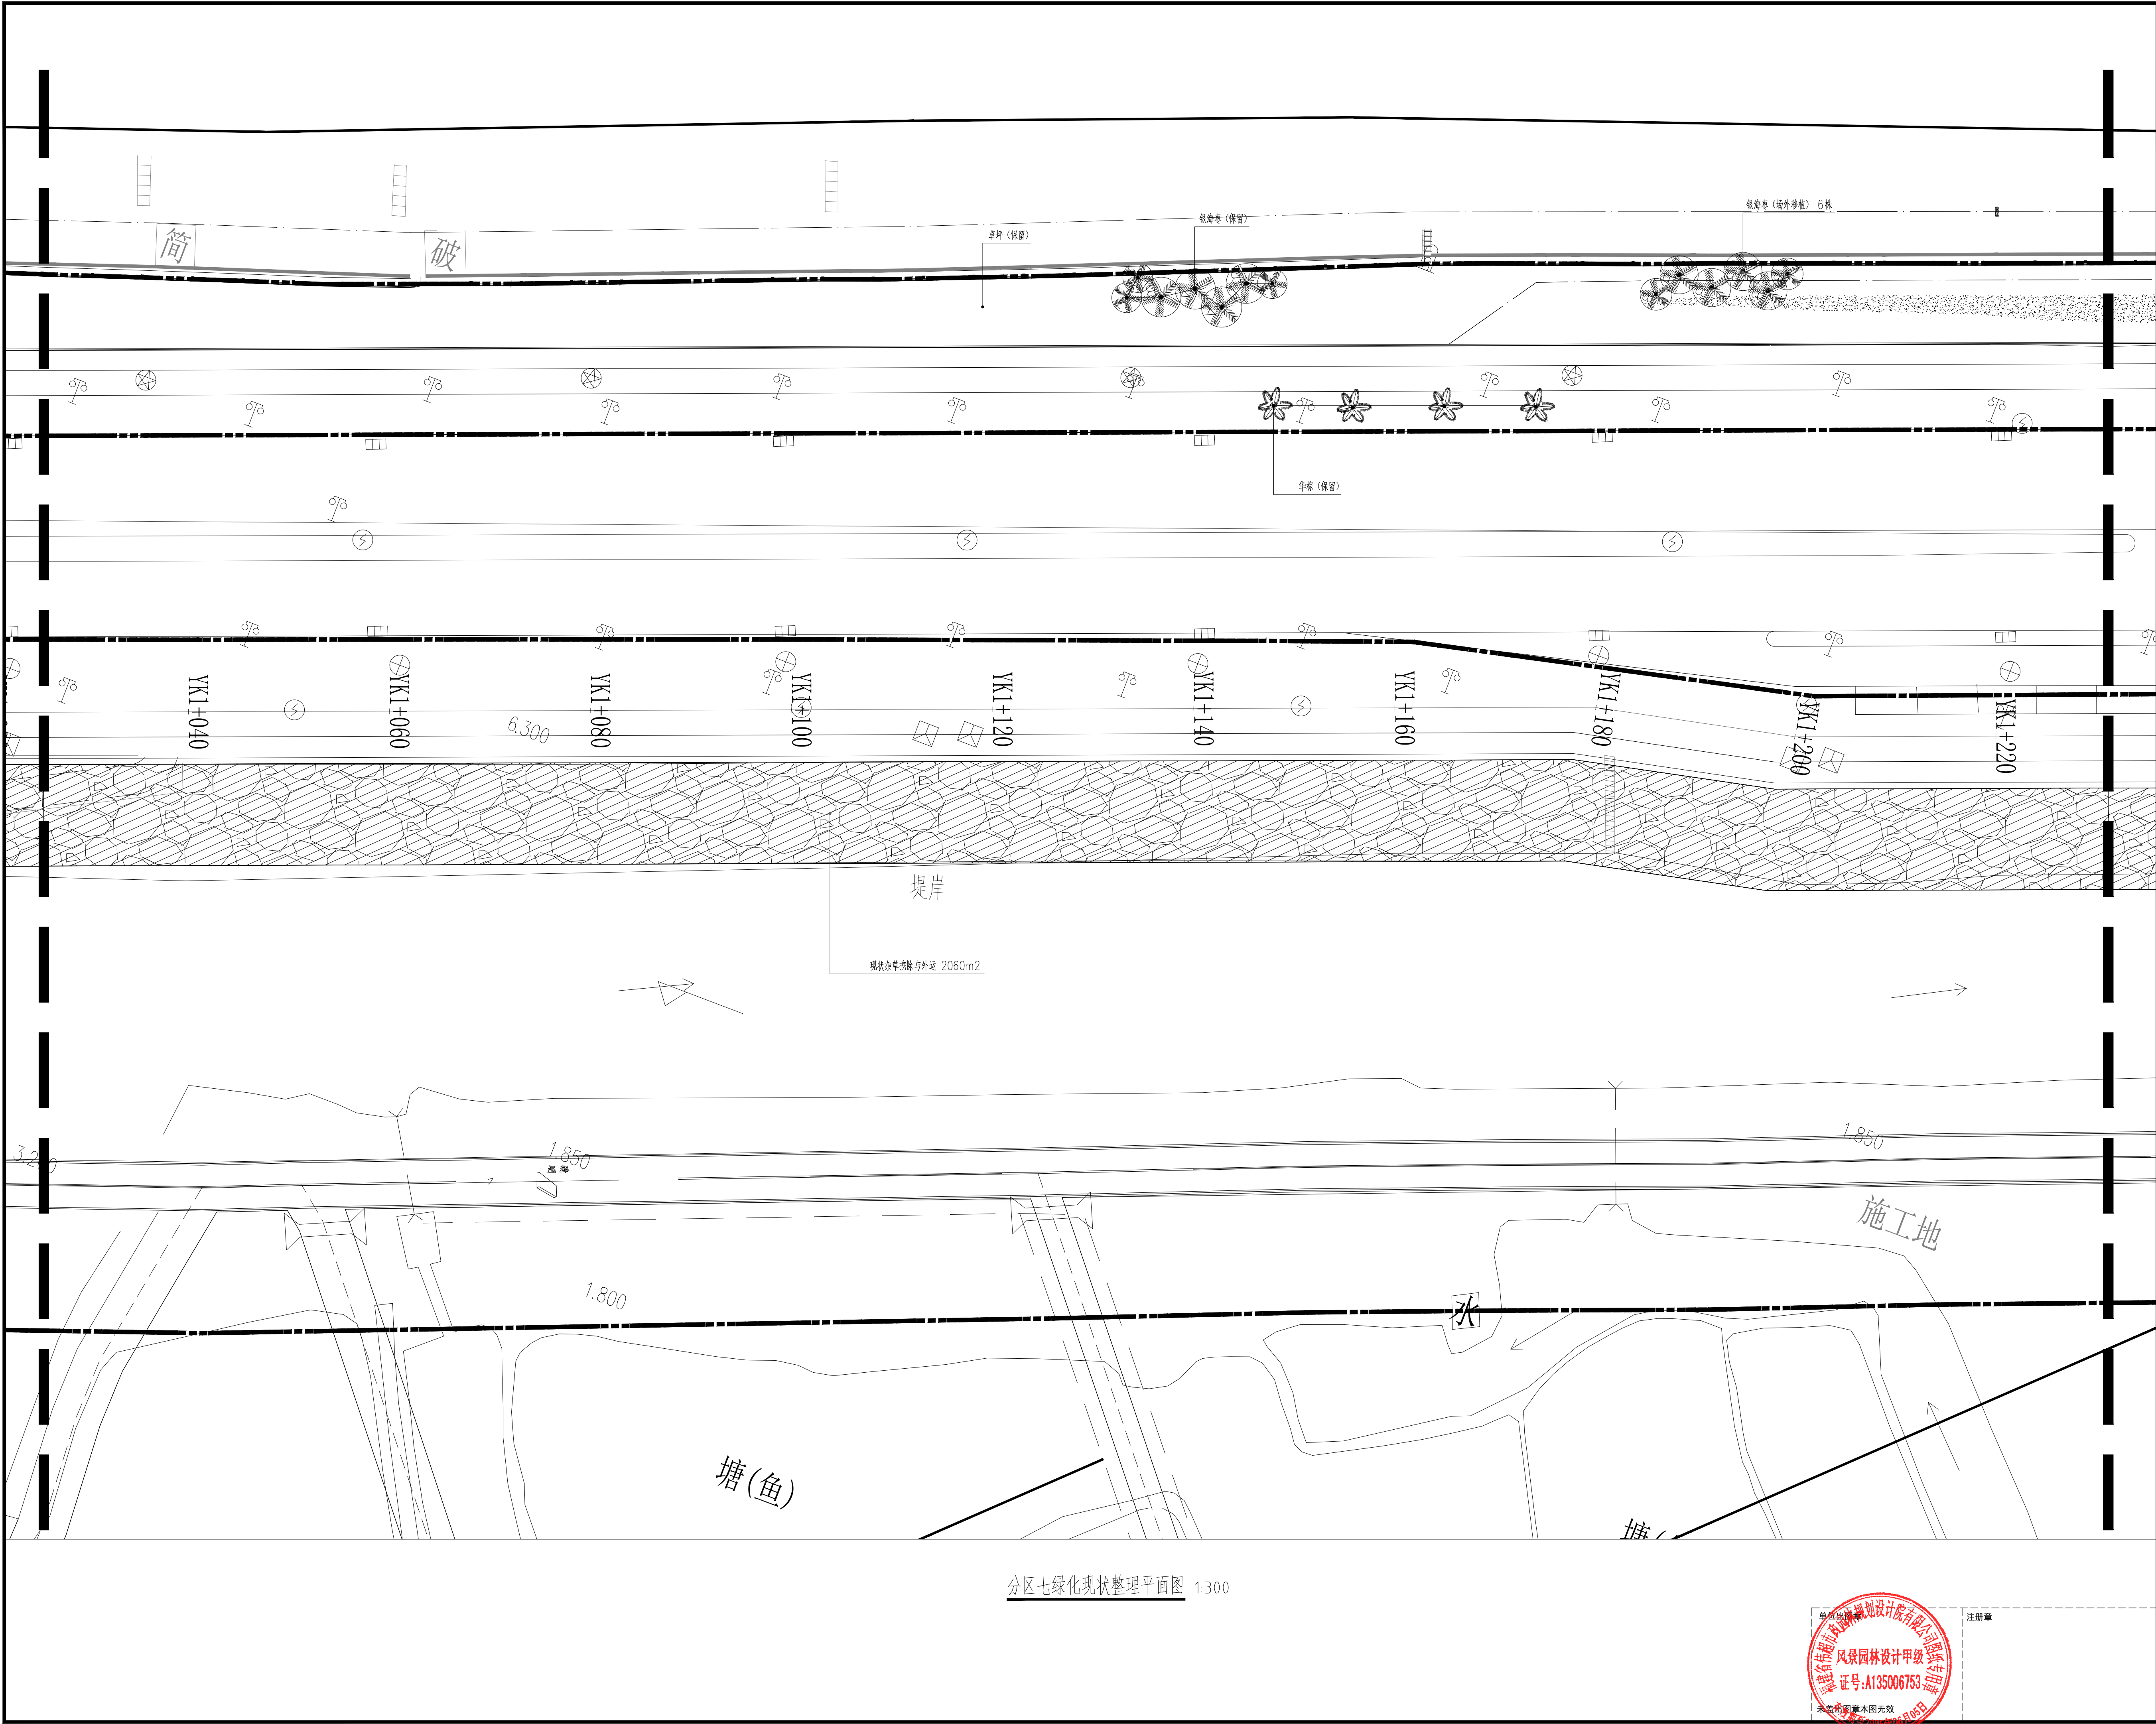 银海枣（场外移植） 6株
银海枣（保留）
草坪（保留）
简
破
华棕（保留）
YK1+040
YK1+060
YK1+080
YK1+100
YK1+120
YK1+140
YK1+160
YK1+180
YK1+200
YK1+220
6.300
堤岸
现状杂草挖除与外运 2060m2
1.850
1.850
施工地
1.800
水
塘(鱼)
塘(
分区七绿化现状整理平面图 1:300
注册章
风景园林设计甲级
证号:A135006753
未盖出图章本图无效